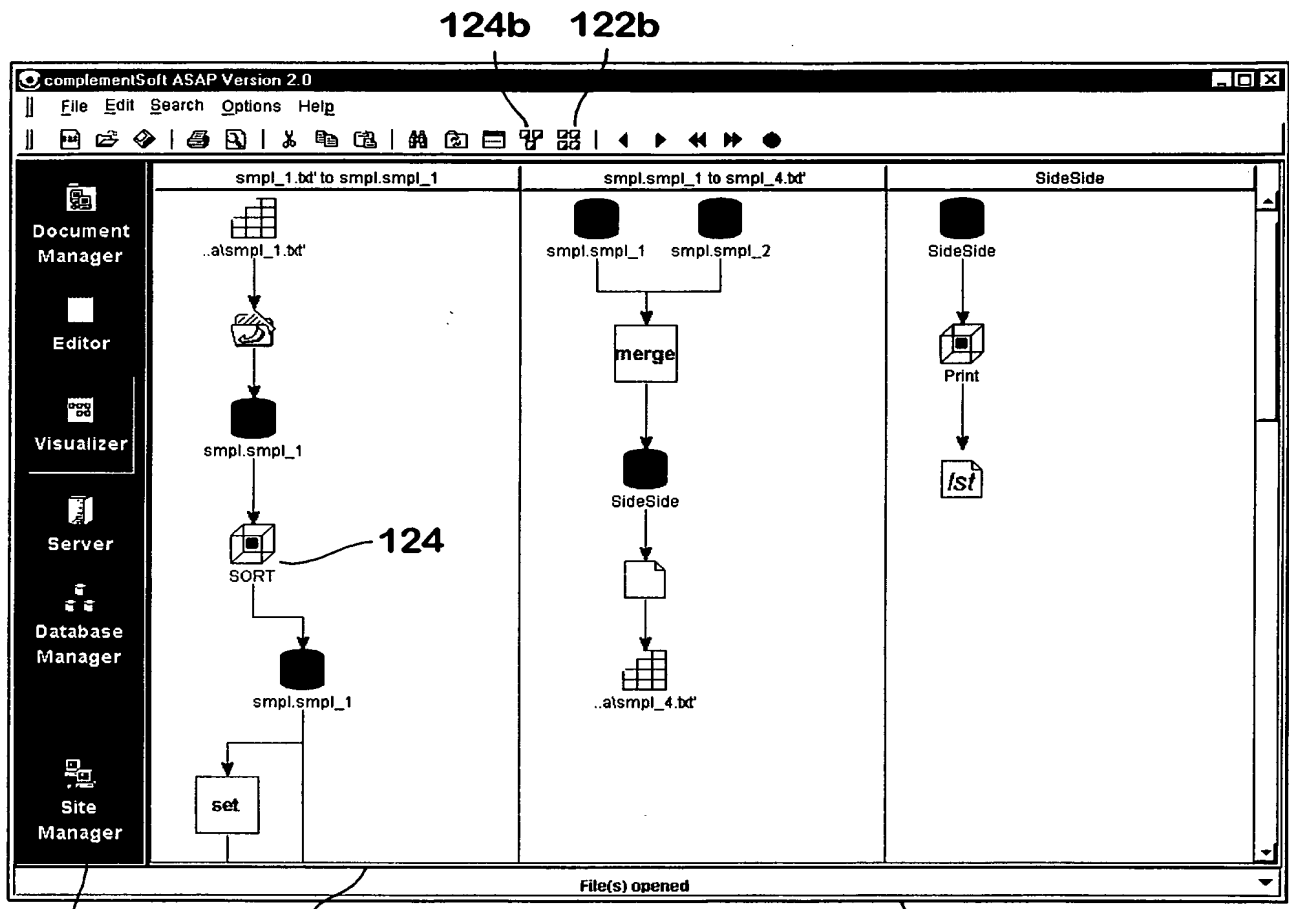 124b 122b
complementSoft ASAP Version 2.0
File Edit Search Options Help
smpl_1.txt' to smpl.smpl_1
smpl.smpl_1 to smpl_4.txt'
SideSide
Document
Manager
Editor
Visualizer
Server
Database
Manager
Site
Manager
..a\smpl_1.txt'
smpl.smpl_1
SORT
124
smpl.smpl_1
set
smpl.smpl_1 smpl.smpl_2
merge
SideSide
..a\smpl_4.txt'
SideSide
Print
lst
File(s) opened